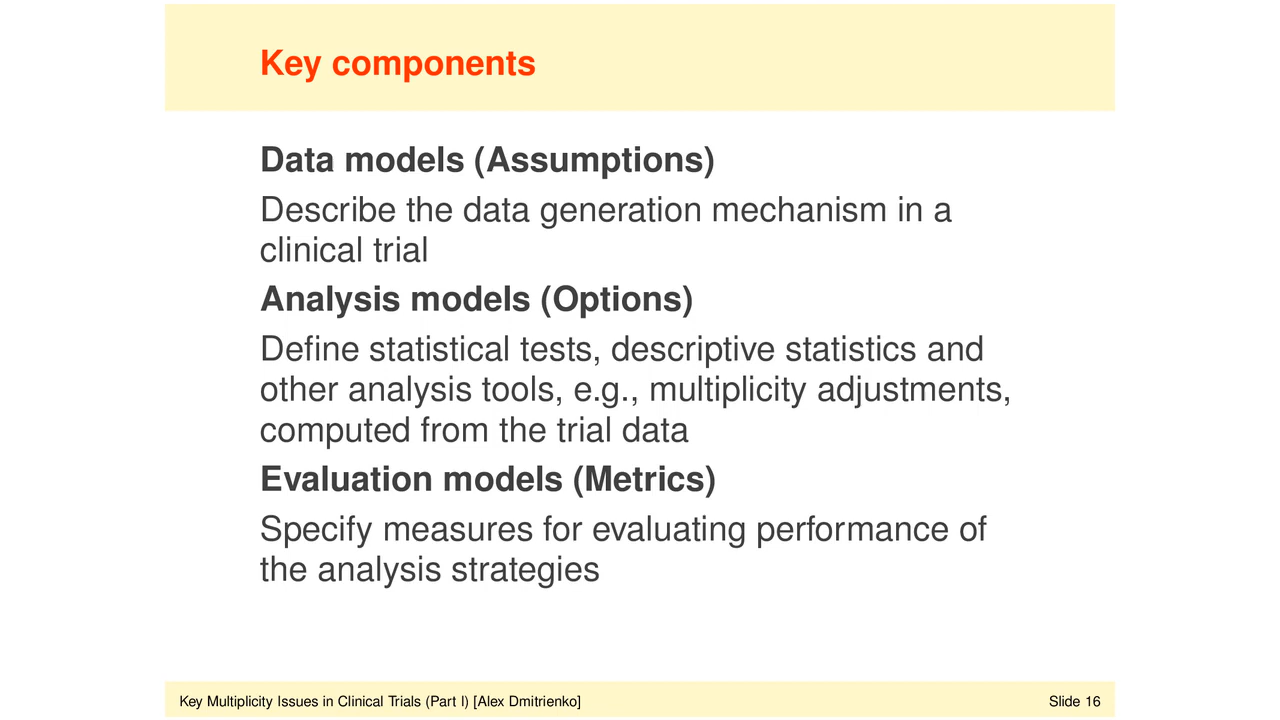 Key components
Data models (Assumptions)
Describe the data generation mechanism in a
clinical trial
Analysis models (Options)
Define statistical tests, descriptive statistics and
other analysis tools, e.g., multiplicity adjustments,
computed from the trial data
Evaluation models (Metrics)
Specify measures for evaluating performance of
the analysis strategies
Key Multiplicity Issues in Clinical Trials (Part I) [Alex Dmitrienko]
Slide 16